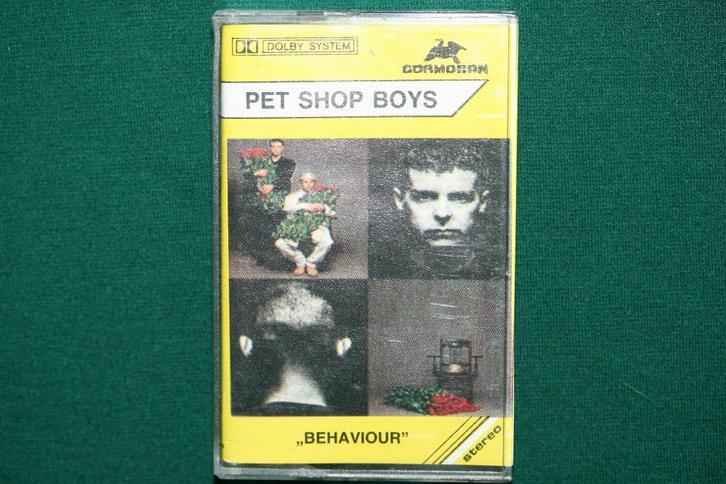 DOLBY SYSTEM
CORMORAN
PET SHOP BOYS
„BEHAVIOUR”
stereo